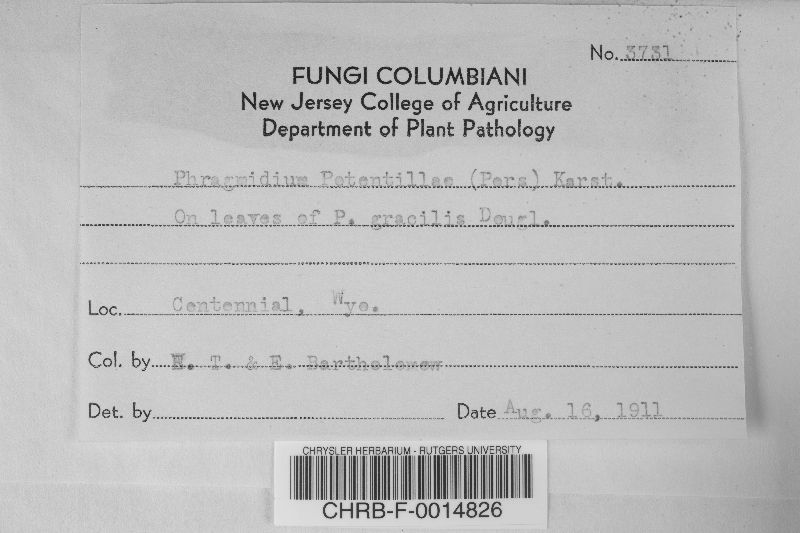 No. 3731
FUNGI COLUMBIANI
New Jersey College of Agriculture
Department of Plant Pathology
Phragmidium Potentillae (Pers) Karst.
On leaves of P. gracilis Dougl.
Loc. Centennial, Wyo.
Col. by T. & E. Bartholomew
Det. by
Date Aug. 16, 1911
CHRYSLER HERBARIUM - RUTGERS UNIVERSITY
CHRB-F-0014826